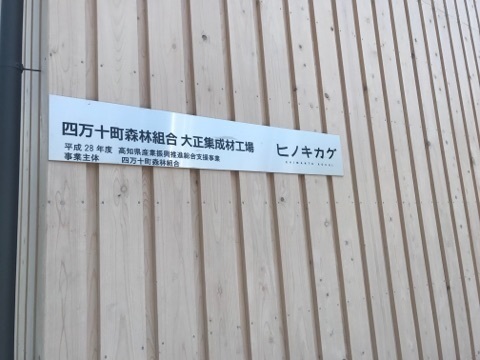 四万十町森林組合 大正集成材工場
平成 28 年度 高知県産業振興推進総合支援事業
事業主体 四万十町森林組合
ヒノキカゲ
SHIMANTO KOCHI